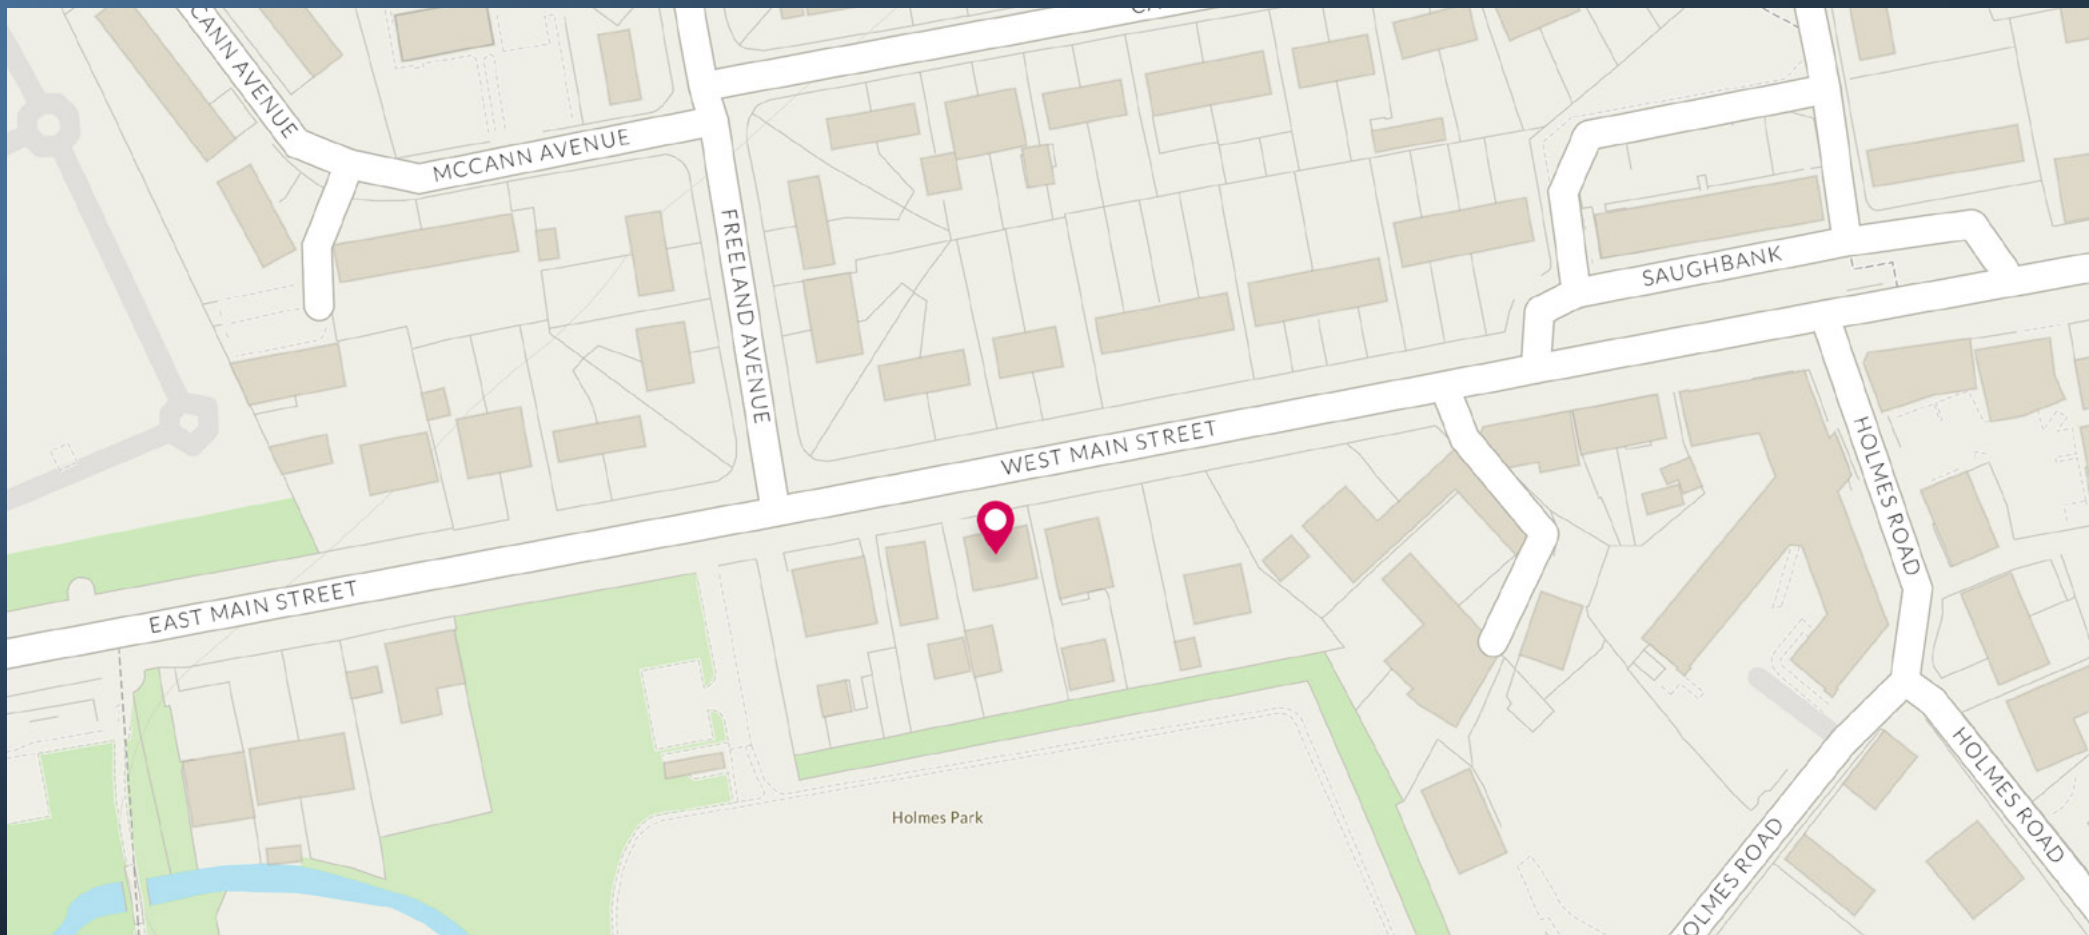 CANN AVENUE
MCCANN AVENUE
FREELAND AVENUE
SAUGHBANK
WEST MAIN STREET
HOLMES ROAD
EAST MAIN STREET
Holmes Park
HOLMES ROAD
OLMES ROAD